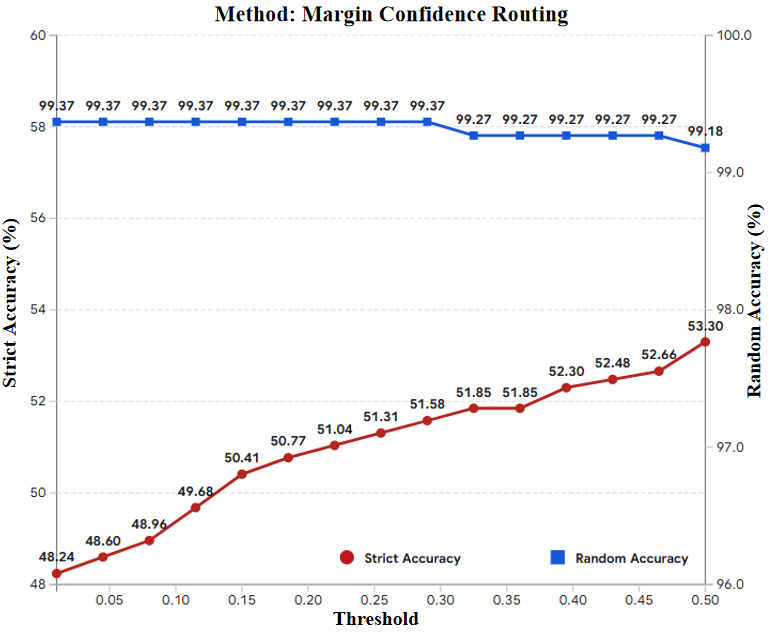 Method: Margin Confidence Routing
60
58
56
54
52
50
48
Strict Accuracy (%)
100.0
99.0
98.0
97.0
96.0
Random Accuracy (%)
99.37 99.37 99.37 99.37 99.37 99.37 99.37 99.37 99.37 99.27 99.27 99.27 99.27 99.27 99.18
48.24 48.60 48.96 49.68 50.41 50.77 51.04 51.31 51.58 51.85 51.85 52.30 52.48 52.66 53.30
Strict Accuracy Random Accuracy
0.05 0.10 0.15 0.20 0.25 0.30 0.35 0.40 0.45 0.50
Threshold